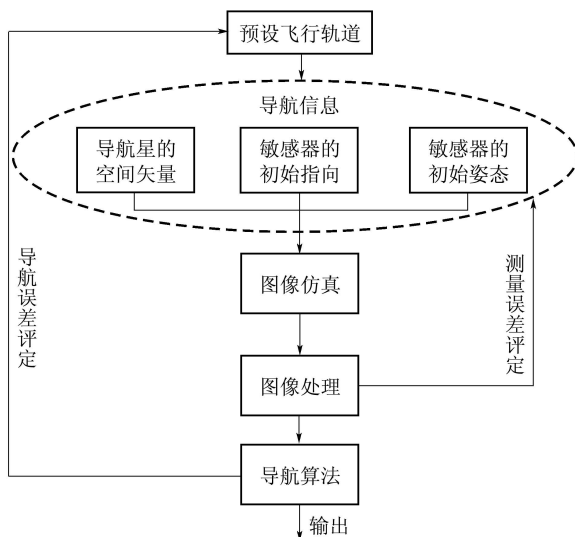 预设飞行轨道
导航信息
导航星的
空间矢量
敏感器的
初始指向
敏感器的
初始姿态
图像仿真
图像处理
导航算法
输出
导航误差评定
测量误差评定